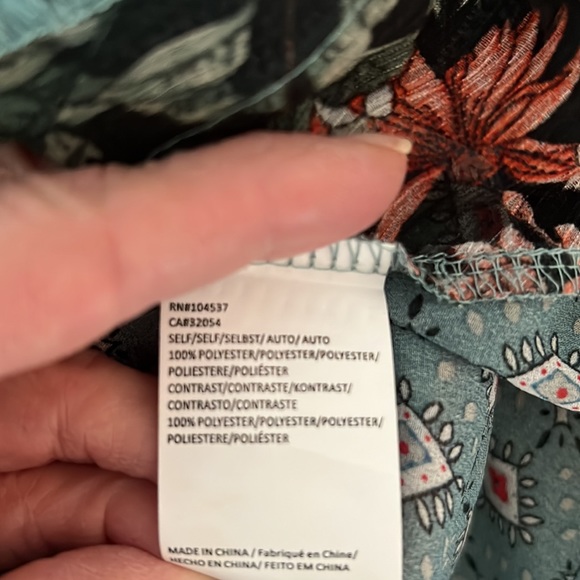 RN#104537
CA#32054
SELF/SELF/SELBST/ AUTO/ AUTO
100% POLYESTER/POLYESTER/POLYESTER/
POLIESTERE/POLIÉSTER
CONTRAST/CONTRASTE/KONTRAST/
CONTRASTO/CONTRASTE
100% POLYESTER/POLYESTER/POLYESTER/
POLIESTERE/POLIÉSTER
MADE IN CHINA / Fabriqué en Chine/
HECHO EN CHINA/ FEITO EM CHINA